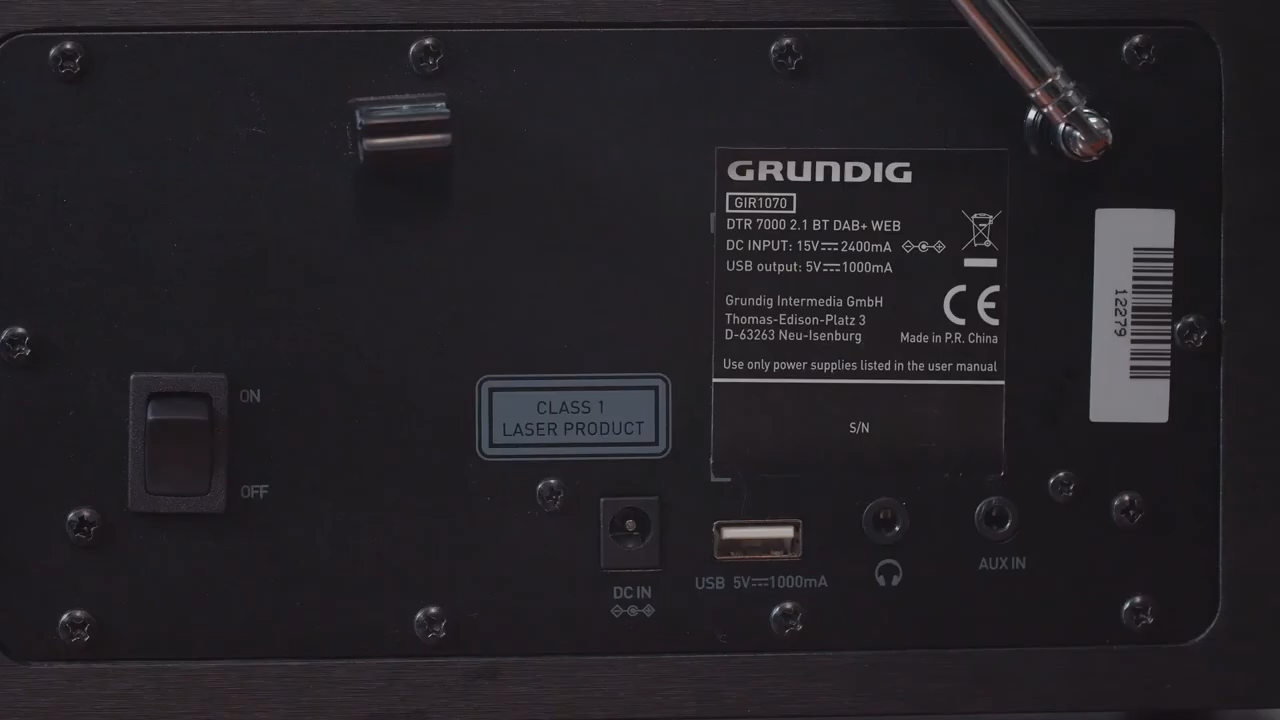 GRUNDIG
GIR1070
DTR 7000 2.1 BT DAB+ WEB
DC INPUT: 15V⎓2400mA
USB output: 5V⎓1000mA
Grundig Intermedia GmbH
Thomas-Edison-Platz 3
D-63263 Neu-Isenburg
CE
Made in P.R. China
Use only power supplies listed in the user manual
S/N
12279
ON
OFF
CLASS 1
LASER PRODUCT
DC IN
USB 5V⎓1000mA
AUX IN